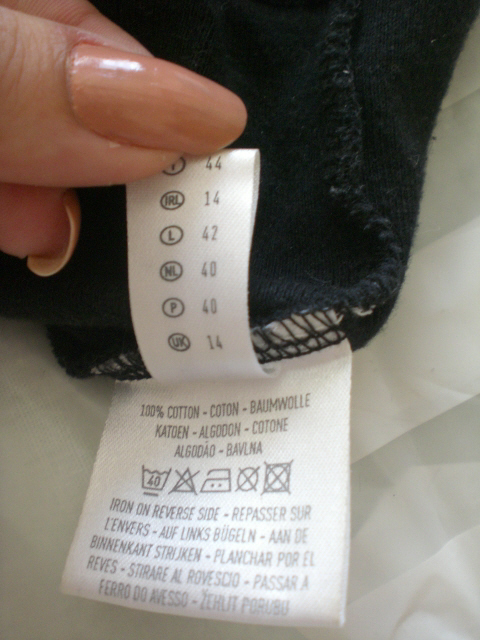 I 44
IRL 14
L 42
NL 40
P 40
UK 14
100% COTTON - COTON - BAUMWOLLE
KATOEN - ALGODON - COTONE
ALGODÃO - BAVLNA
40
IRON ON REVERSE SIDE - REPASSER SUR
L'ENVERS - AUF LINKS BÜGELN - AAN DE
BINNENKANT STRIJKEN - PLANCHAR POR EL
REVES - STIRARE AL ROVESCIO - PASSAR A
FERRO DO AVESSO - ŽEHLIT PORUBU